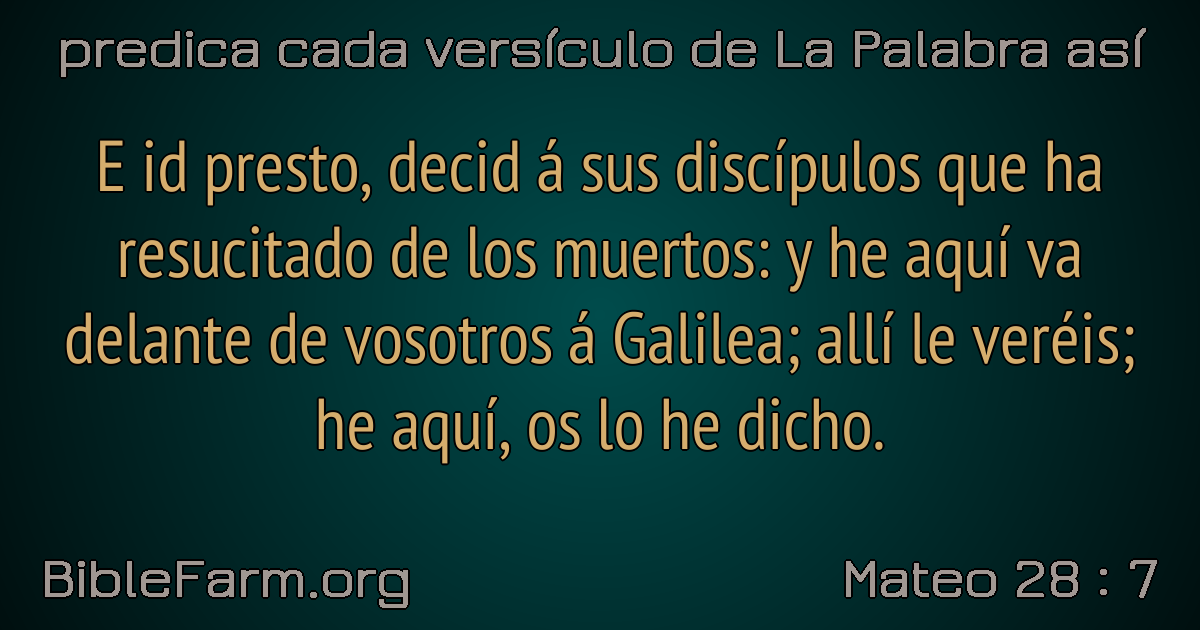 predica cada versículo de La Palabra así
E id presto, decid á sus discípulos que ha
resucitado de los muertos: y he aquí va
delante de vosotros á Galilea; allí le veréis;
he aquí, os lo he dicho.
BibleFarm.org
Mateo 28 : 7